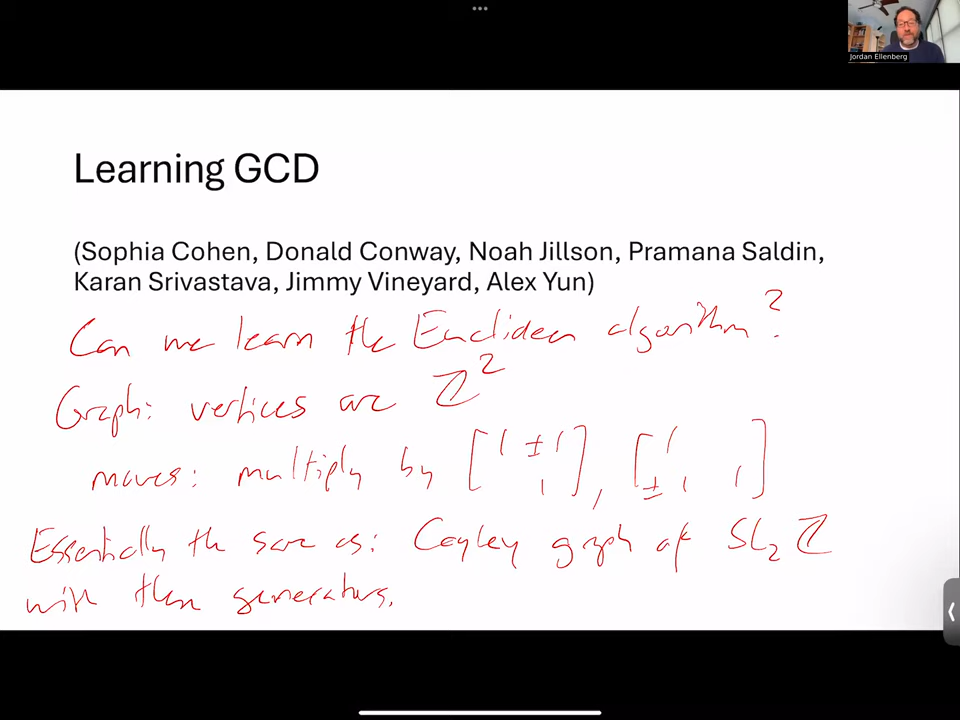 Jordan Ellenberg
Learning GCD
(Sophia Cohen, Donald Conway, Noah Jillson, Pramana Saldin,
Karan Srivastava, Jimmy Vineyard, Alex Yun)
Can we learn the Euclidean algorithm?
Graph: vertices are ℤ²
moves: multiply by [1 ±1; 1], [1; ±1 1]
Essentially the same as: Cayley graph of SL₂ ℤ
with these generators.